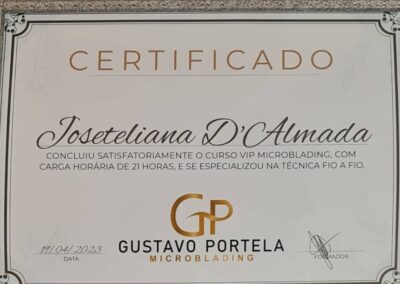 CERTIFICADO
Joseteliana D'Almada
CONCLUIU SATISFATORIAMENTE O CURSO VIP MICROBLADING, COM
CARGA HORÁRIA DE 21 HORAS, E SE ESPECIALIZOU NA TÉCNICA FIO A FIO.
GP
19/04/2023
GUSTAVO PORTELA
DATA
MICROBLADING
FORMADOR